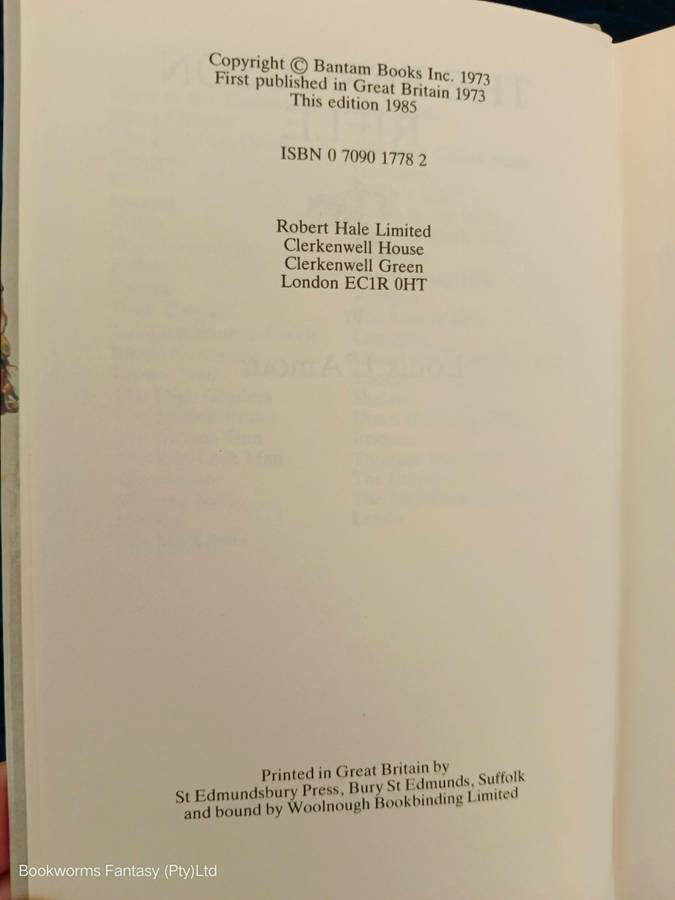 Copyright © Bantam Books Inc. 1973
First published in Great Britain 1973
This edition 1985
ISBN 0 7090 1778 2
Robert Hale Limited
Clerkenwell House
Clerkenwell Green
London EC1R 0HT
Louis L'Amour
Printed in Great Britain by
St Edmundsbury Press, Bury St Edmunds, Suffolk
and bound by Woolnough Bookbinding Limited
Bookworms Fantasy (Pty)Ltd